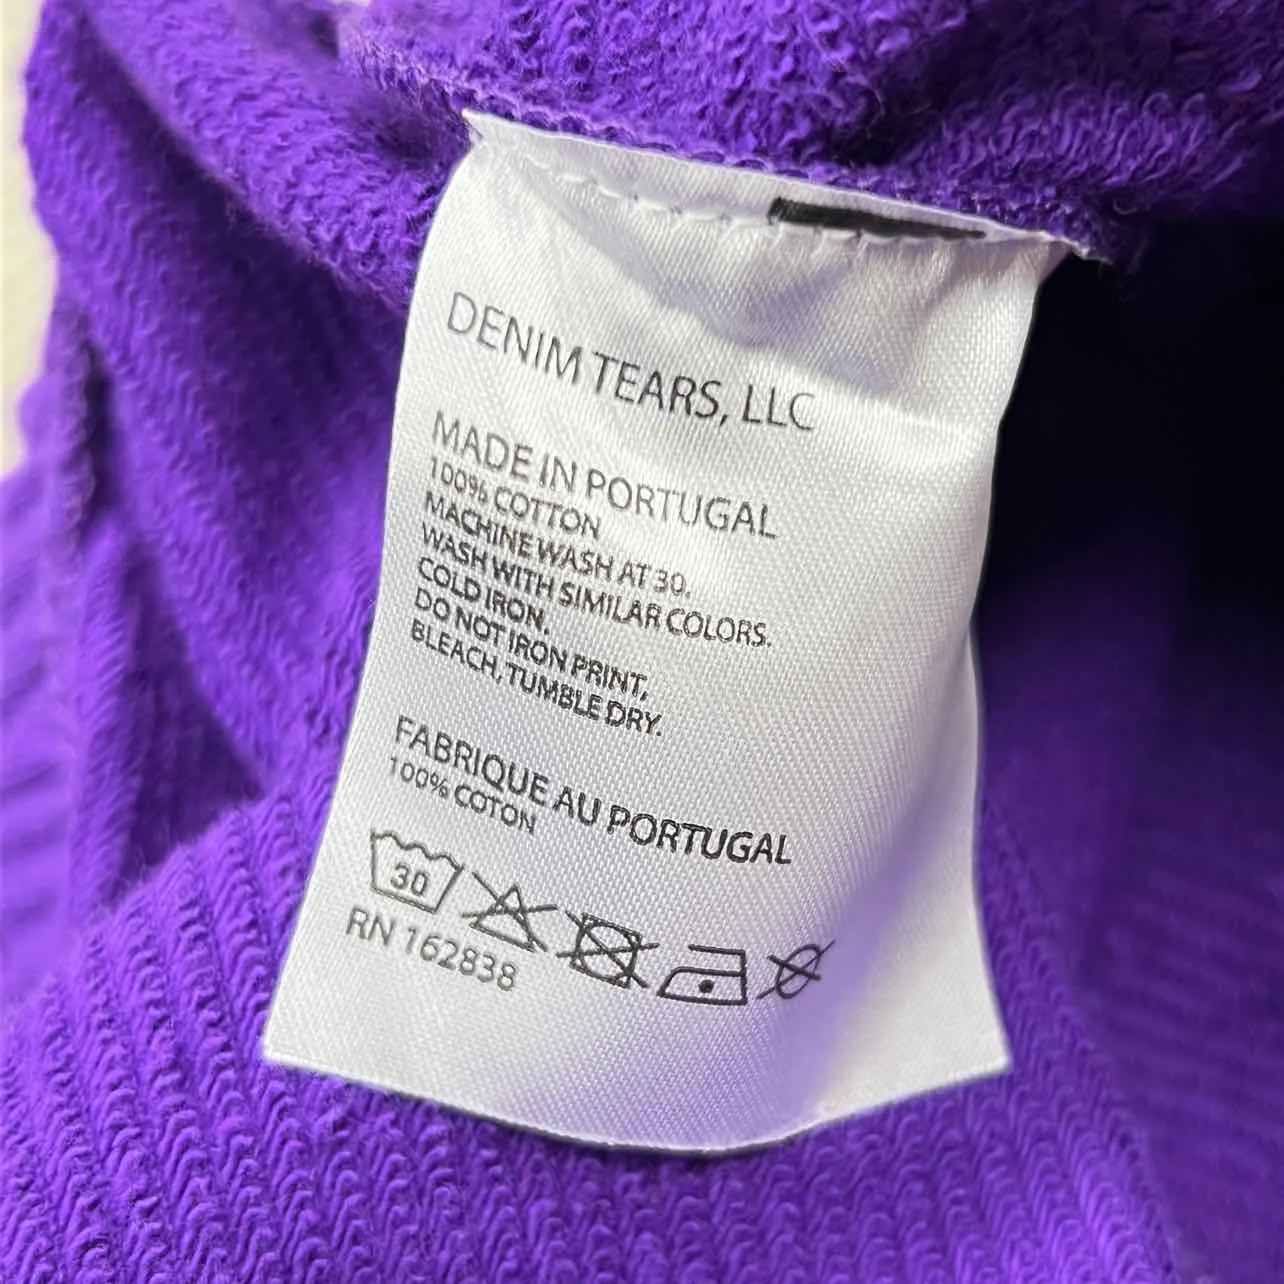 DENIM TEARS, LLC
MADE IN PORTUGAL
100% COTTON
MACHINE WASH AT 30.
WASH WITH SIMILAR COLORS.
COLD IRON.
DO NOT IRON PRINT,
BLEACH, TUMBLE DRY.
FABRIQUE AU PORTUGAL
100% COTON
30
RN 162838